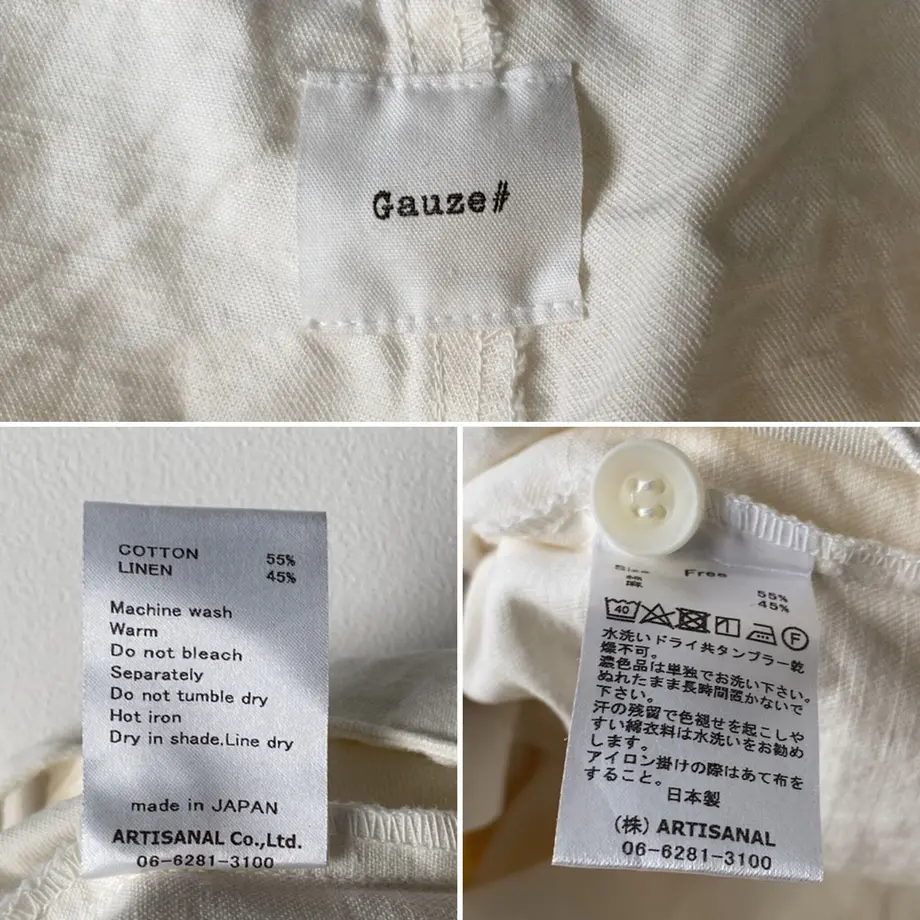 Gauze#
COTTON 55%
LINEN 45%
Machine wash
Warm
Do not bleach
Separately
Do not tumble dry
Hot iron
Dry in shade,Line dry
made in JAPAN
ARTISANAL Co.,Ltd.
06-6281-3100
Size Free
綿 55%
麻 45%
40
F
水洗いドライ共タンブラー乾
燥不可。
濃色品は単独でお洗い下さい。
ぬれたまま長時間置かないで
下さい。
汗の残留で色褪せを起こしや
すい綿衣料は水洗いをお勧め
します。
アイロン掛けの際はあて布を
すること。
日本製
(株) ARTISANAL
06-6281-3100